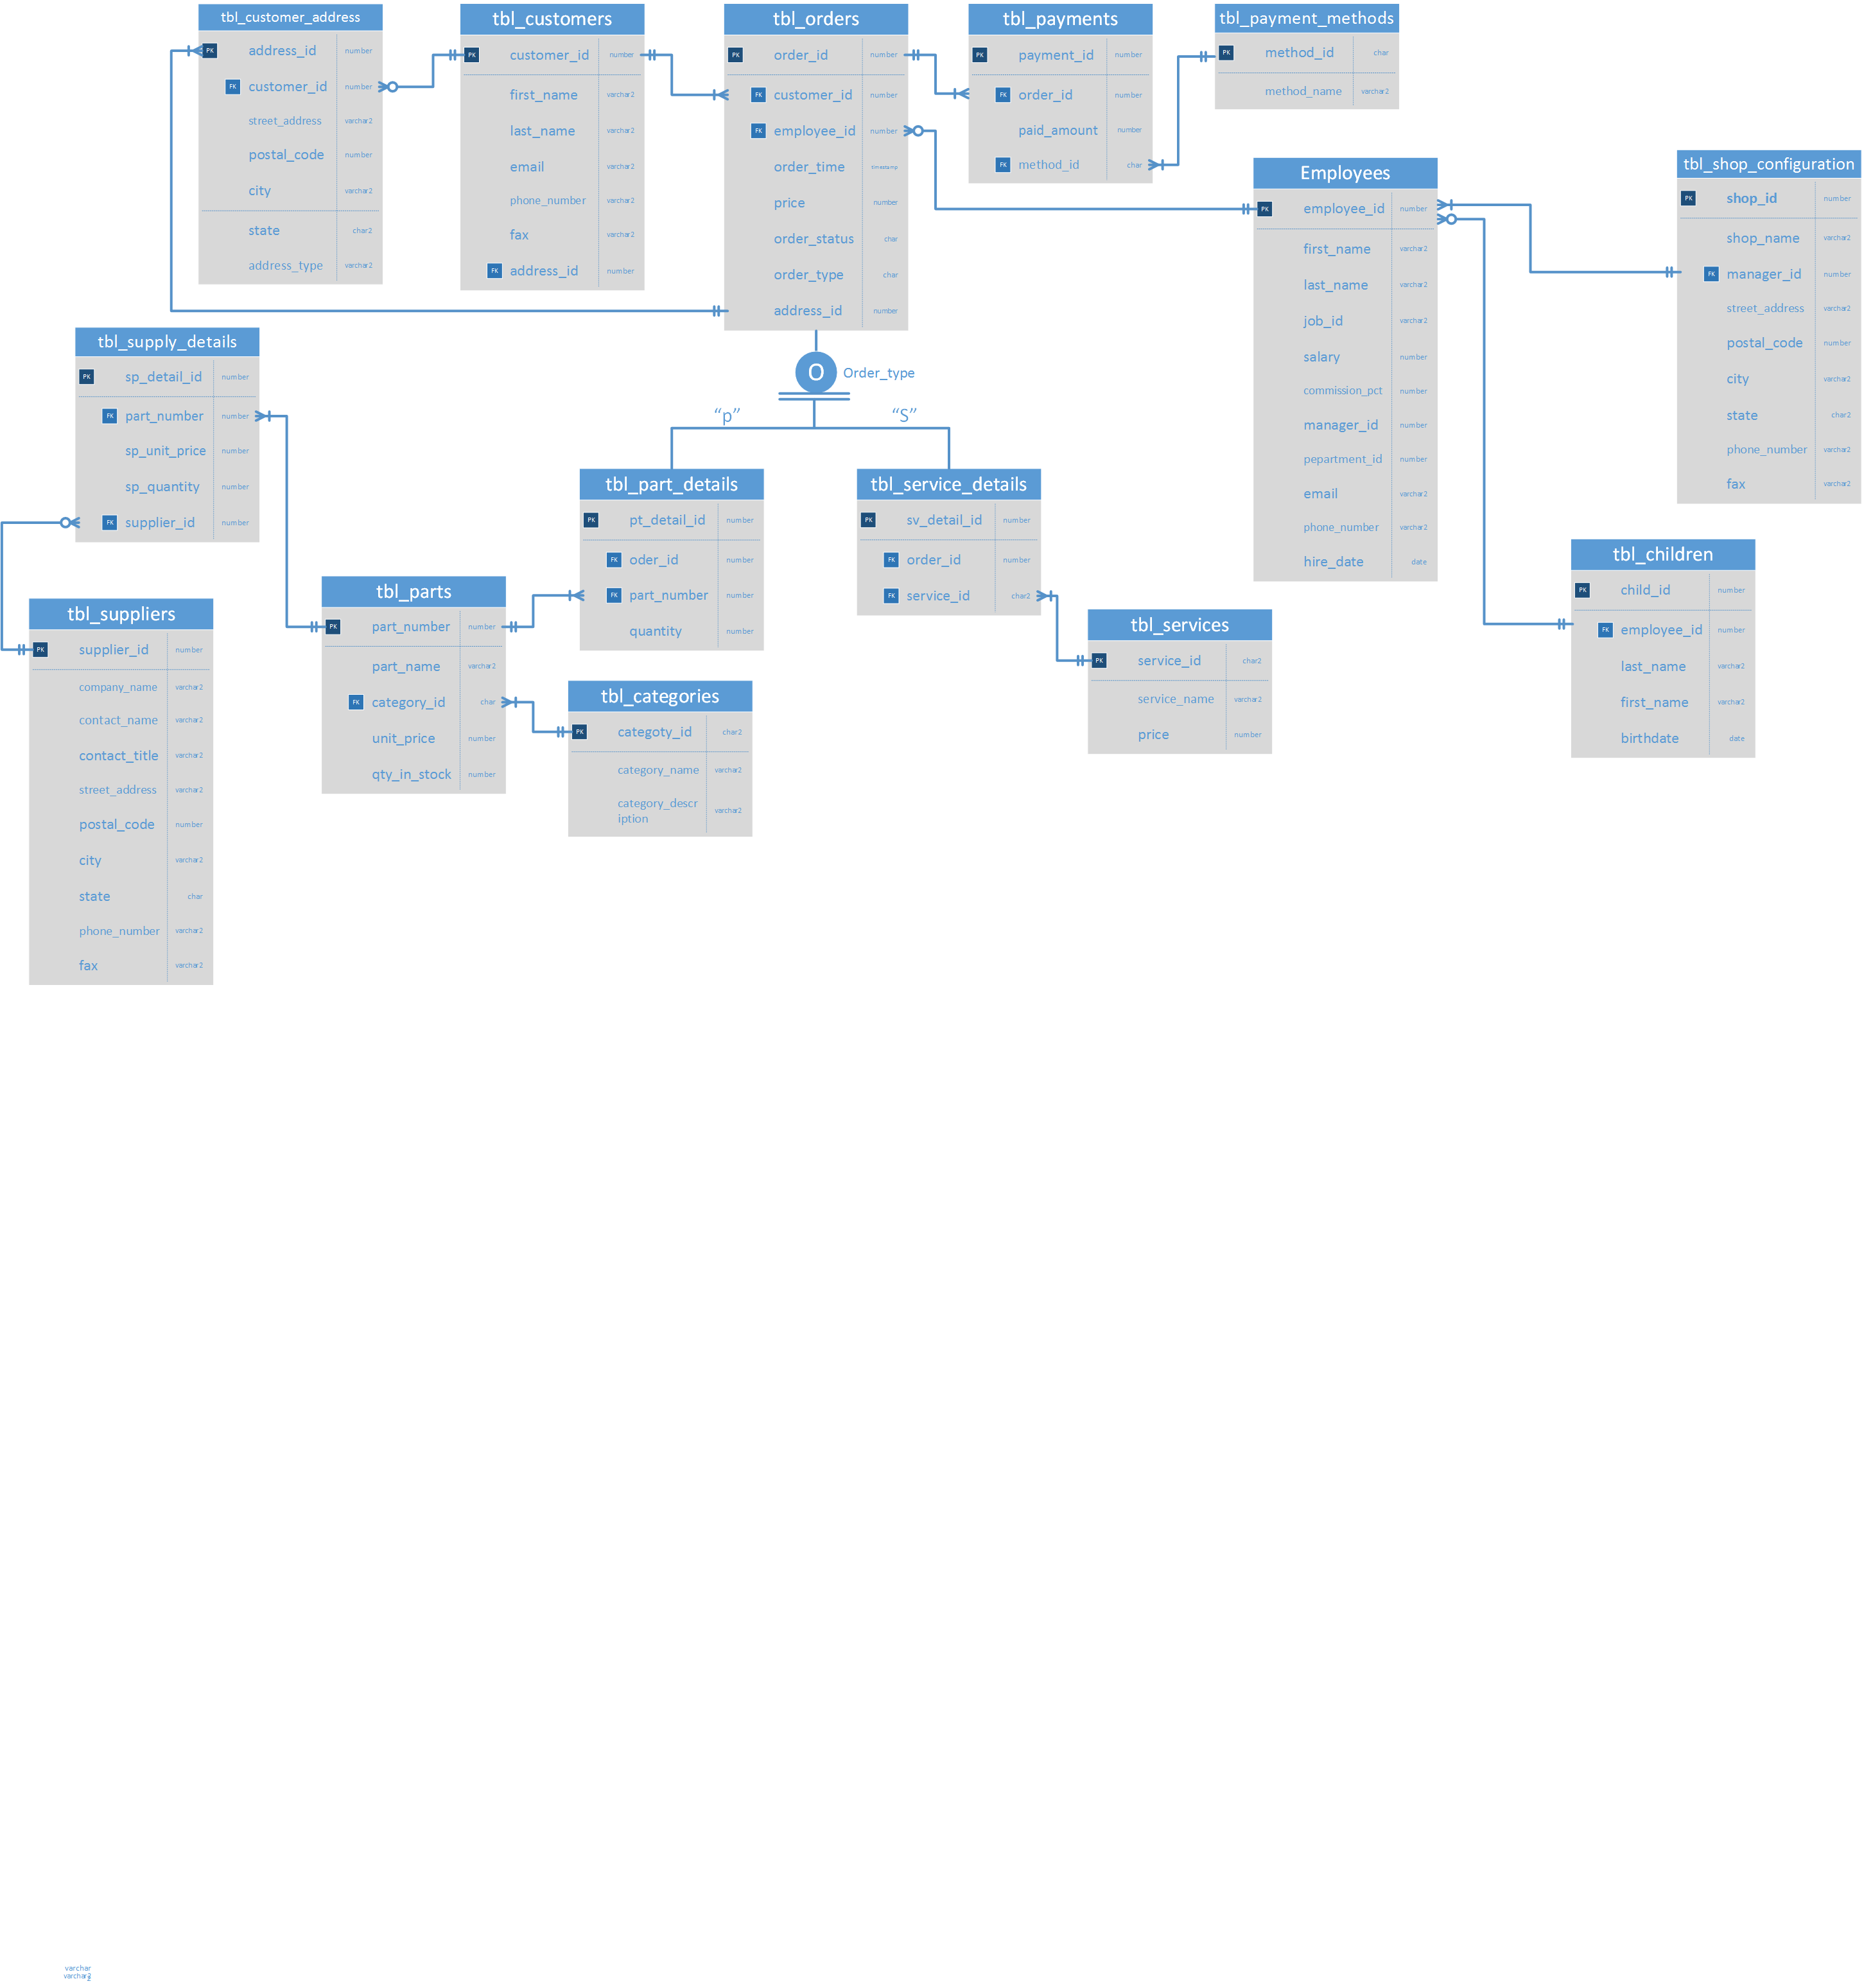 tbl_customer_address
PK address_id number
FK customer_id number
street_address varchar2
postal_code number
city varchar2
state char2
address_type varchar2
tbl_customers
PK customer_id number
first_name varchar2
last_name varchar2
email varchar2
phone_number varchar2
fax varchar2
FK address_id number
tbl_orders
PK order_id number
FK customer_id number
FK employee_id number
order_time timestamp
price number
order_status char
order_type char
address_id number
tbl_payments
PK payment_id number
FK order_id number
paid_amount number
FK method_id char
tbl_payment_methods
PK method_id char
method_name varchar2
Employees
PK employee_id number
first_name varchar2
last_name varchar2
job_id varchar2
salary number
commission_pct number
manager_id number
pepartment_id number
email varchar2
phone_number varchar2
hire_date date
tbl_shop_configuration
PK shop_id number
shop_name varchar2
FK manager_id number
street_address varchar2
postal_code number
city varchar2
state char2
phone_number varchar2
fax varchar2
O Order_type
“p” “S”
tbl_supply_details
PK sp_detail_id number
FK part_number number
sp_unit_price number
sp_quantity number
FK supplier_id number
tbl_part_details
PK pt_detail_id number
FK oder_id number
FK part_number number
quantity number
tbl_service_details
PK sv_detail_id number
FK order_id number
FK service_id char2
tbl_children
PK child_id number
FK employee_id number
last_name varchar2
first_name varchar2
birthdate date
tbl_suppliers
PK supplier_id number
company_name varchar2
contact_name varchar2
contact_title varchar2
street_address varchar2
postal_code number
city varchar2
state char
phone_number varchar2
fax varchar2
tbl_parts
PK part_number number
part_name varchar2
FK category_id char
unit_price number
qty_in_stock number
tbl_categories
PK categoty_id char2
category_name varchar2
category_descr
iption varchar2
tbl_services
PK service_id char2
service_name varchar2
price number
varchar
varchar2